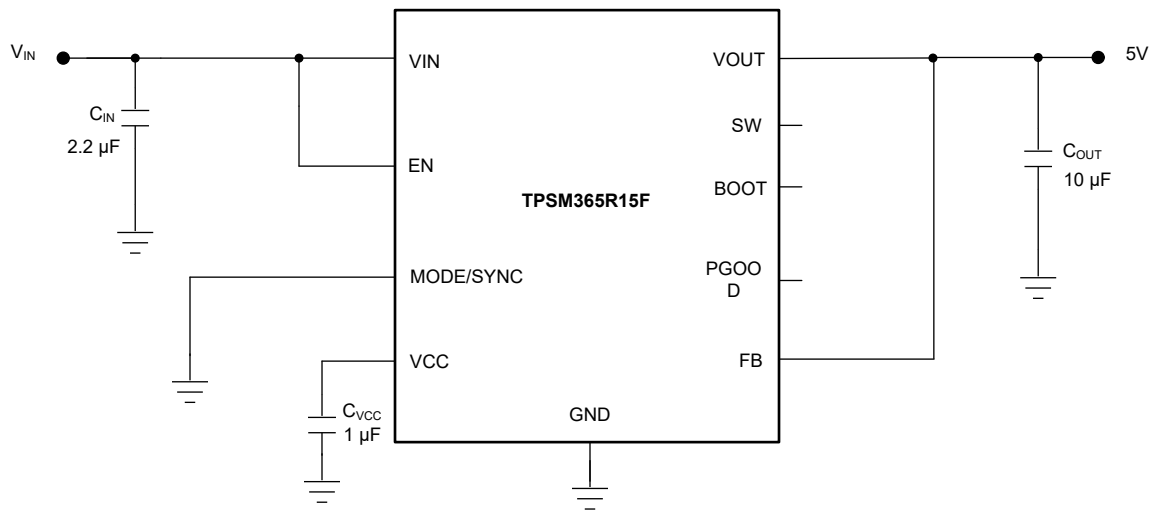 VIN
CIN
2.2 µF
VIN
EN
MODE/SYNC
VCC
CVCC
1 µF
TPSM365R15F
GND
VOUT
SW
BOOT
PGOO
D
FB
5V
COUT
10 µF